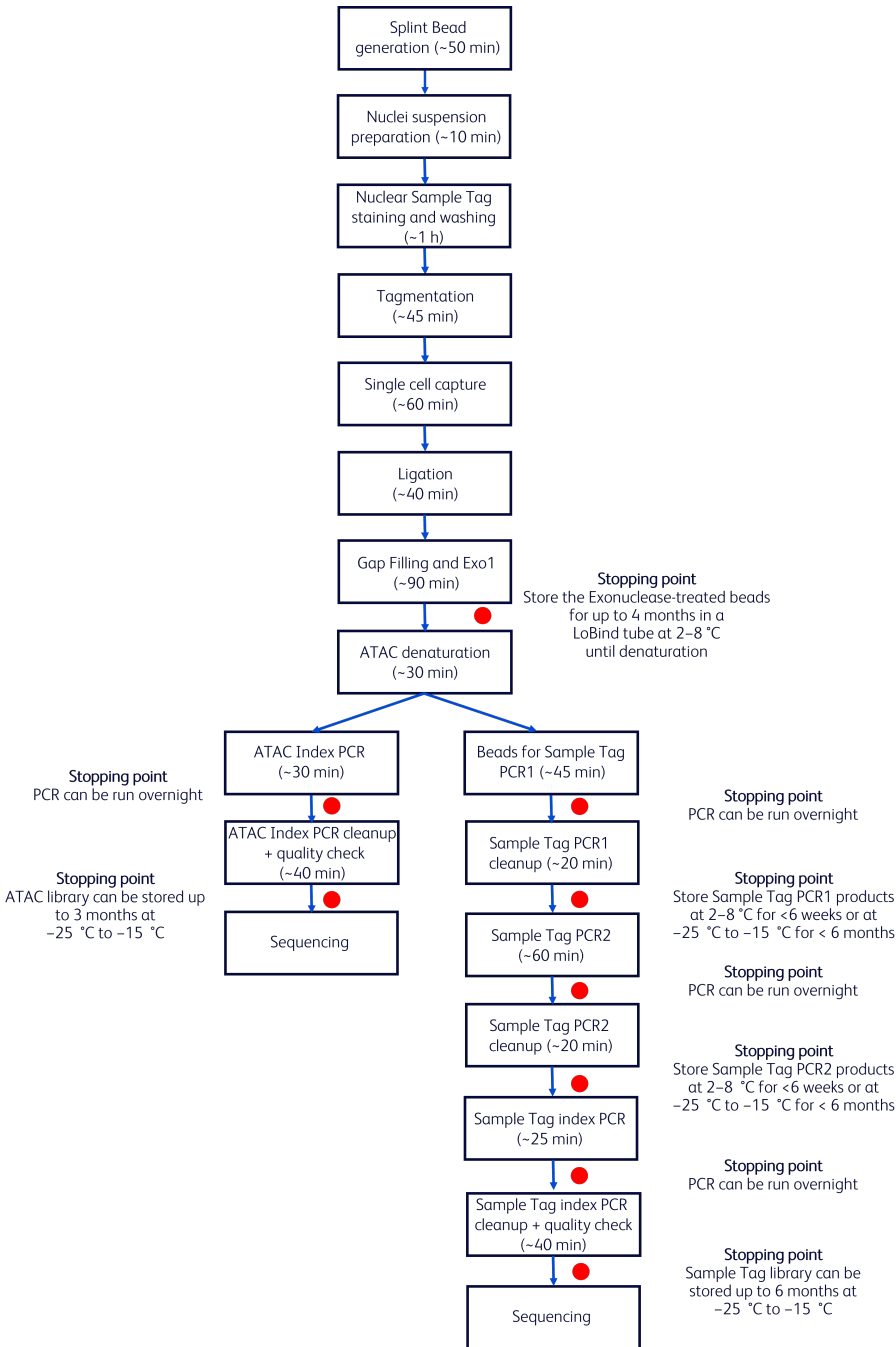 Splint Bead
generation (~50 min)
Nuclei suspension
preparation (~10 min)
Nuclear Sample Tag
staining and washing
(~1 h)
Tagmentation
(~45 min)
Single cell capture
(~60 min)
Ligation
(~40 min)
Gap Filling and Exo1
(~90 min)
Stopping point
Store the Exonuclease-treated beads
for up to 4 months in a
LoBind tube at 2–8 °C
until denaturation
ATAC denaturation
(~30 min)
ATAC Index PCR
(~30 min)
Stopping point
PCR can be run overnight
ATAC Index PCR cleanup
+ quality check
(~40 min)
Stopping point
ATAC library can be stored up
to 3 months at
–25 °C to –15 °C
Sequencing
Beads for Sample Tag
PCR1 (~45 min)
Stopping point
PCR can be run overnight
Sample Tag PCR1
cleanup (~20 min)
Stopping point
Store Sample Tag PCR1 products
at 2–8 °C for <6 weeks or at
–25 °C to –15 °C for < 6 months
Sample Tag PCR2
(~60 min)
Stopping point
PCR can be run overnight
Sample Tag PCR2
cleanup (~20 min)
Stopping point
Store Sample Tag PCR2 products
at 2–8 °C for <6 weeks or at
–25 °C to –15 °C for < 6 months
Sample Tag index PCR
(~25 min)
Stopping point
PCR can be run overnight
Sample Tag index PCR
cleanup + quality check
(~40 min)
Stopping point
Sample Tag library can be
stored up to 6 months at
–25 °C to –15 °C
Sequencing